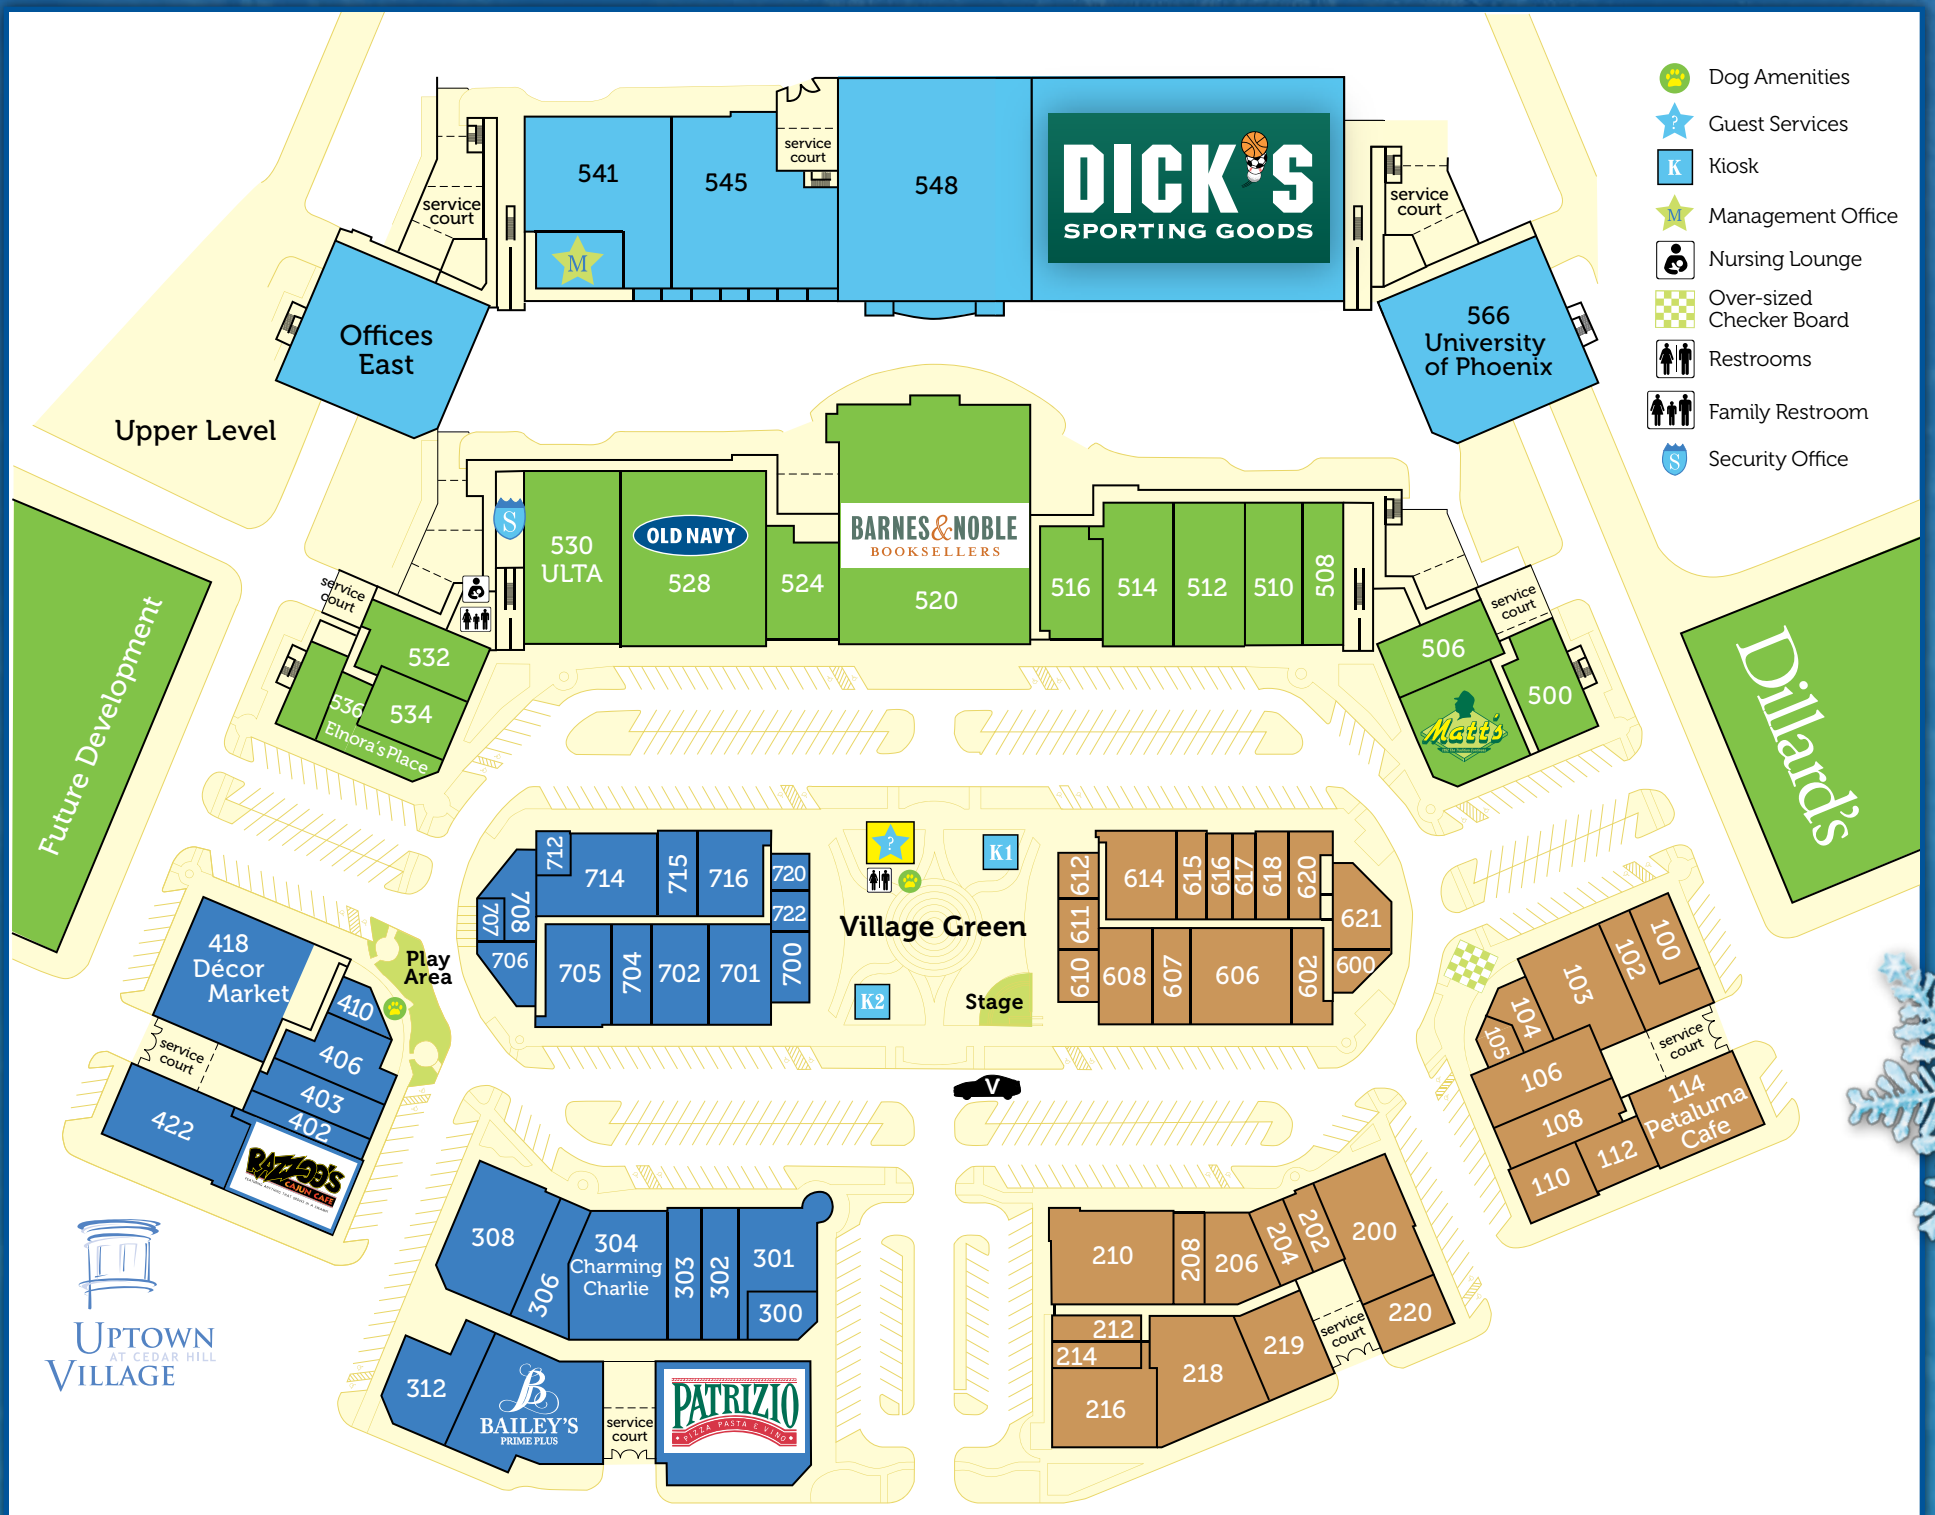 Dog Amenities
?
Guest Services
K
Kiosk
M
Management Office
Nursing Lounge
Over-sized
Checker Board
Restrooms
Family Restroom
S
Security Office
service
court
541
545
service
court
548
DICK'S
SPORTING GOODS
service
court
M
Offices
East
566
University
of Phoenix
Upper Level
S
530
ULTA
OLD NAVY
528
524
BARNES&NOBLE
BOOKSELLERS
520
516
514
512
510
508
service
court
service
court
532
534
536
Elnora's Place
506
500
Matt's
Future Development
Dillard's
712
714
715
716
720
722
707
708
706
705
704
702
701
700
?
K1
Village Green
K2
Stage
612
614
615
616
617
618
620
621
611
610
608
607
606
602
600
418
Décor
Market
Play
Area
410
406
403
402
service
court
422
RAZZOO'S
CAJUN CAFE
100
102
103
104
105
106
108
110
112
service
court
114
Petaluma
Cafe
V
308
306
304
Charming
Charlie
303
302
301
300
312
B
BAILEY'S
PRIME PLUS
service
court
PATRIZIO
PIZZA PASTA E VINO
210
208
206
204
202
200
212
214
216
218
219
service
court
220
UPTOWN
AT CEDAR HILL
VILLAGE